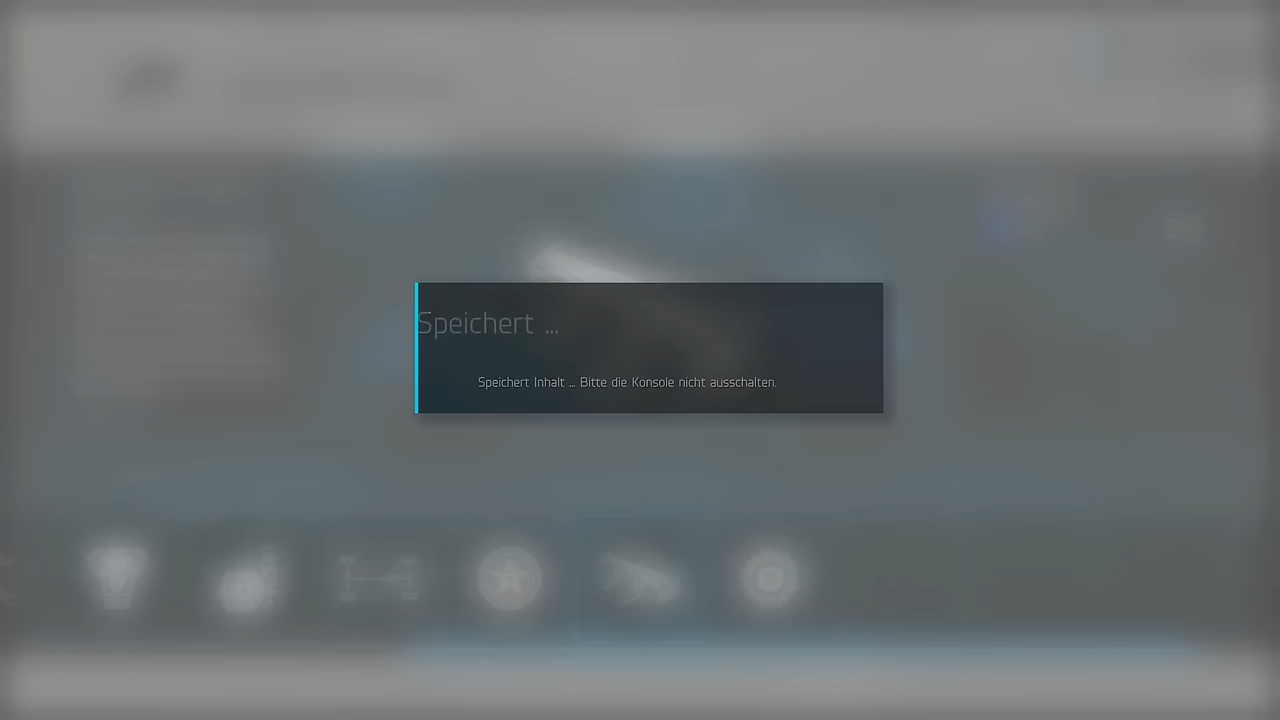 Speichert ...
Speichert Inhalt ... Bitte die Konsole nicht ausschalten.